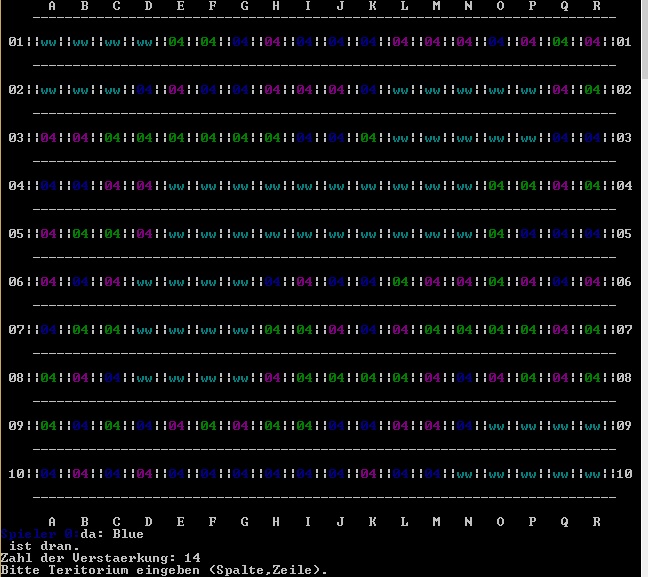 A B C D E F G H I J K L M N O P Q R
01¦¦ww¦¦ww¦¦ww¦¦ww¦¦04¦¦04¦¦04¦¦04¦¦04¦¦04¦¦04¦¦04¦¦04¦¦04¦¦04¦¦04¦¦04¦¦04¦¦01
02¦¦ww¦¦ww¦¦ww¦¦04¦¦04¦¦04¦¦04¦¦04¦¦04¦¦04¦¦04¦¦ww¦¦ww¦¦ww¦¦ww¦¦ww¦¦04¦¦04¦¦02
03¦¦04¦¦04¦¦04¦¦04¦¦04¦¦04¦¦04¦¦04¦¦04¦¦04¦¦04¦¦ww¦¦ww¦¦ww¦¦ww¦¦ww¦¦04¦¦04¦¦03
04¦¦04¦¦04¦¦04¦¦04¦¦ww¦¦ww¦¦ww¦¦ww¦¦ww¦¦ww¦¦ww¦¦ww¦¦ww¦¦ww¦¦04¦¦04¦¦04¦¦04¦¦04
05¦¦04¦¦04¦¦04¦¦04¦¦ww¦¦ww¦¦ww¦¦ww¦¦ww¦¦ww¦¦ww¦¦ww¦¦ww¦¦ww¦¦04¦¦04¦¦04¦¦04¦¦05
06¦¦04¦¦04¦¦04¦¦ww¦¦ww¦¦ww¦¦ww¦¦04¦¦04¦¦04¦¦04¦¦04¦¦04¦¦04¦¦04¦¦04¦¦04¦¦04¦¦06
07¦¦04¦¦04¦¦04¦¦ww¦¦ww¦¦ww¦¦ww¦¦04¦¦04¦¦04¦¦04¦¦04¦¦04¦¦04¦¦04¦¦04¦¦04¦¦04¦¦07
08¦¦04¦¦04¦¦04¦¦ww¦¦ww¦¦ww¦¦ww¦¦04¦¦04¦¦04¦¦04¦¦04¦¦04¦¦04¦¦04¦¦04¦¦04¦¦04¦¦08
09¦¦04¦¦04¦¦04¦¦04¦¦04¦¦04¦¦04¦¦04¦¦04¦¦04¦¦04¦¦04¦¦04¦¦04¦¦ww¦¦ww¦¦ww¦¦ww¦¦09
10¦¦04¦¦04¦¦04¦¦04¦¦04¦¦04¦¦04¦¦04¦¦04¦¦04¦¦04¦¦04¦¦04¦¦ww¦¦ww¦¦ww¦¦ww¦¦ww¦¦10
A B C D E F G H I J K L M N O P Q R
Spieler 0:da: Blue
ist dran.
Zahl der Verstaerkung: 14
Bitte Teritorium eingeben (Spalte,Zeile).